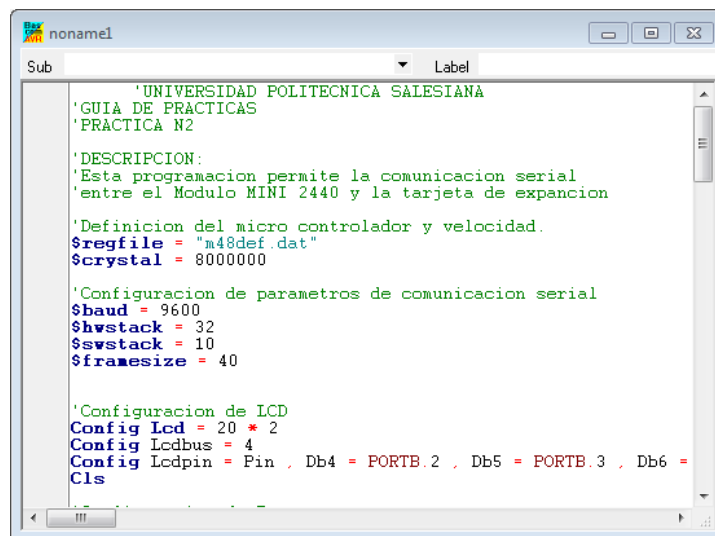 Bas
com
AVR
noname1
Sub Label
'UNIVERSIDAD POLITECNICA SALESIANA
'GUIA DE PRACTICAS
'PRACTICA N2
'DESCRIPCION:
'Esta programacion permite la comunicacion serial
'entre el Modulo MINI 2440 y la tarjeta de expancion
'Definicion del micro controlador y velocidad.
$regfile = "m48def.dat"
$crystal = 8000000
'Configuracion de parametros de comunicacion serial
$baud = 9600
$hwstack = 32
$swstack = 10
$framesize = 40
'Configuracion de LCD
Config Lcd = 20 * 2
Config Lcdbus = 4
Config Lcdpin = Pin , Db4 = PORTB.2 , Db5 = PORTB.3 , Db6 =
Cls